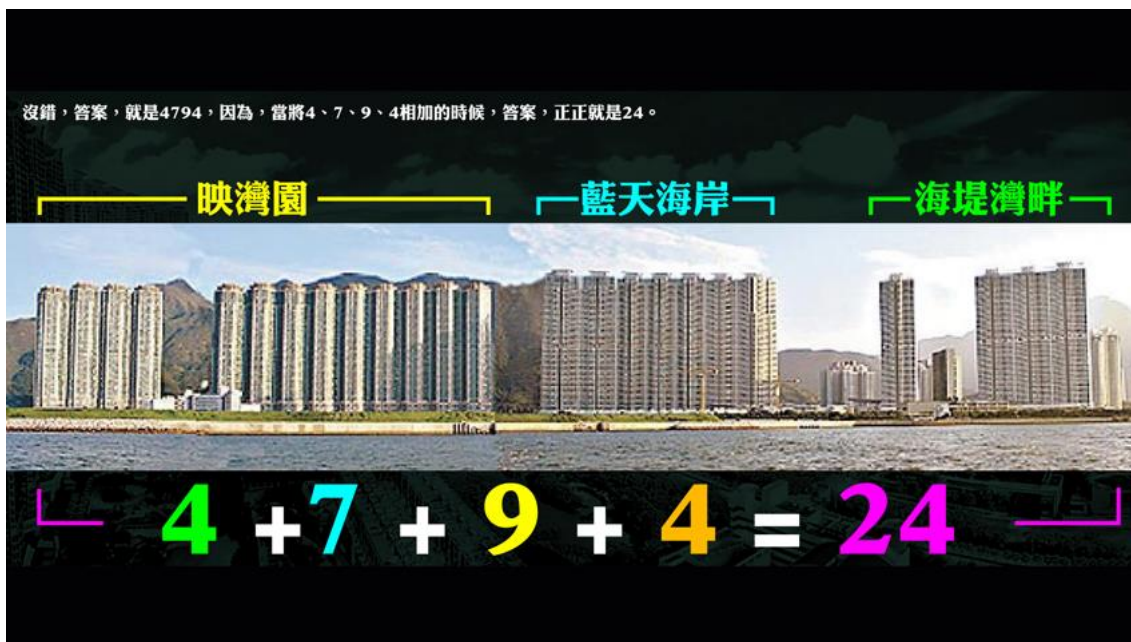 沒錯，答案，就是4794，因為，當將4、7、9、4相加的時候，答案，正正就是24。
映灣園 藍天海岸 海堤灣畔
4 +7 + 9 + 4 = 24